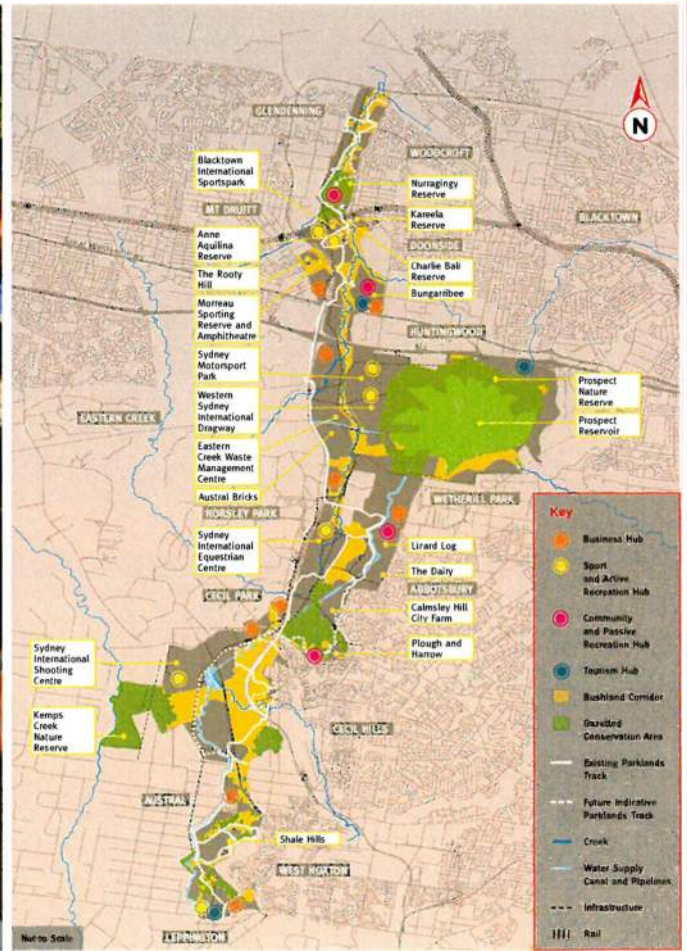 N
GLENDENNING
Blacktown
International
Sportspark
WOODCROFT
Nurragingy
Reserve
MT DRUITT
Kareela
Reserve
BLACKTOWN
Anne
Aquilina
Reserve
DOONSIDE
The Rooty
Hill
Charlie Bali
Reserve
Bungarribee
Morreau
Sporting
Reserve and
Amphitheatre
HUNTINGWOOD
Sydney
Motorsport
Park
Prospect
Nature
Reserve
Western
Sydney
International
Dragway
Prospect
Reservoir
EASTERN CREEK
Eastern
Creek Waste
Management
Centre
Austral Bricks
WETHERILL PARK
HORSLEY PARK
Sydney
International
Equestrian
Centre
Lizard Log
The Dairy
ABBOTSBURY
CECIL PARK
Calmsley Hill
City Farm
Plough and
Harrow
Sydney
International
Shooting
Centre
Kemps
Creek
Nature
Reserve
CECIL HILLS
AUSTRAL
Shale Hills
WEST HOXTON
LEPPINGTON
Not to Scale
Key
Business Hub
Sport
and Active
Recreation Hub
Community
and Passive
Recreation Hub
Tourism Hub
Bushland Corridor
Gazetted
Conservation Area
Existing Parklands
Track
Future Indicative
Parklands Track
Creek
Water Supply
Canal and Pipelines
Infrastructure
Rail